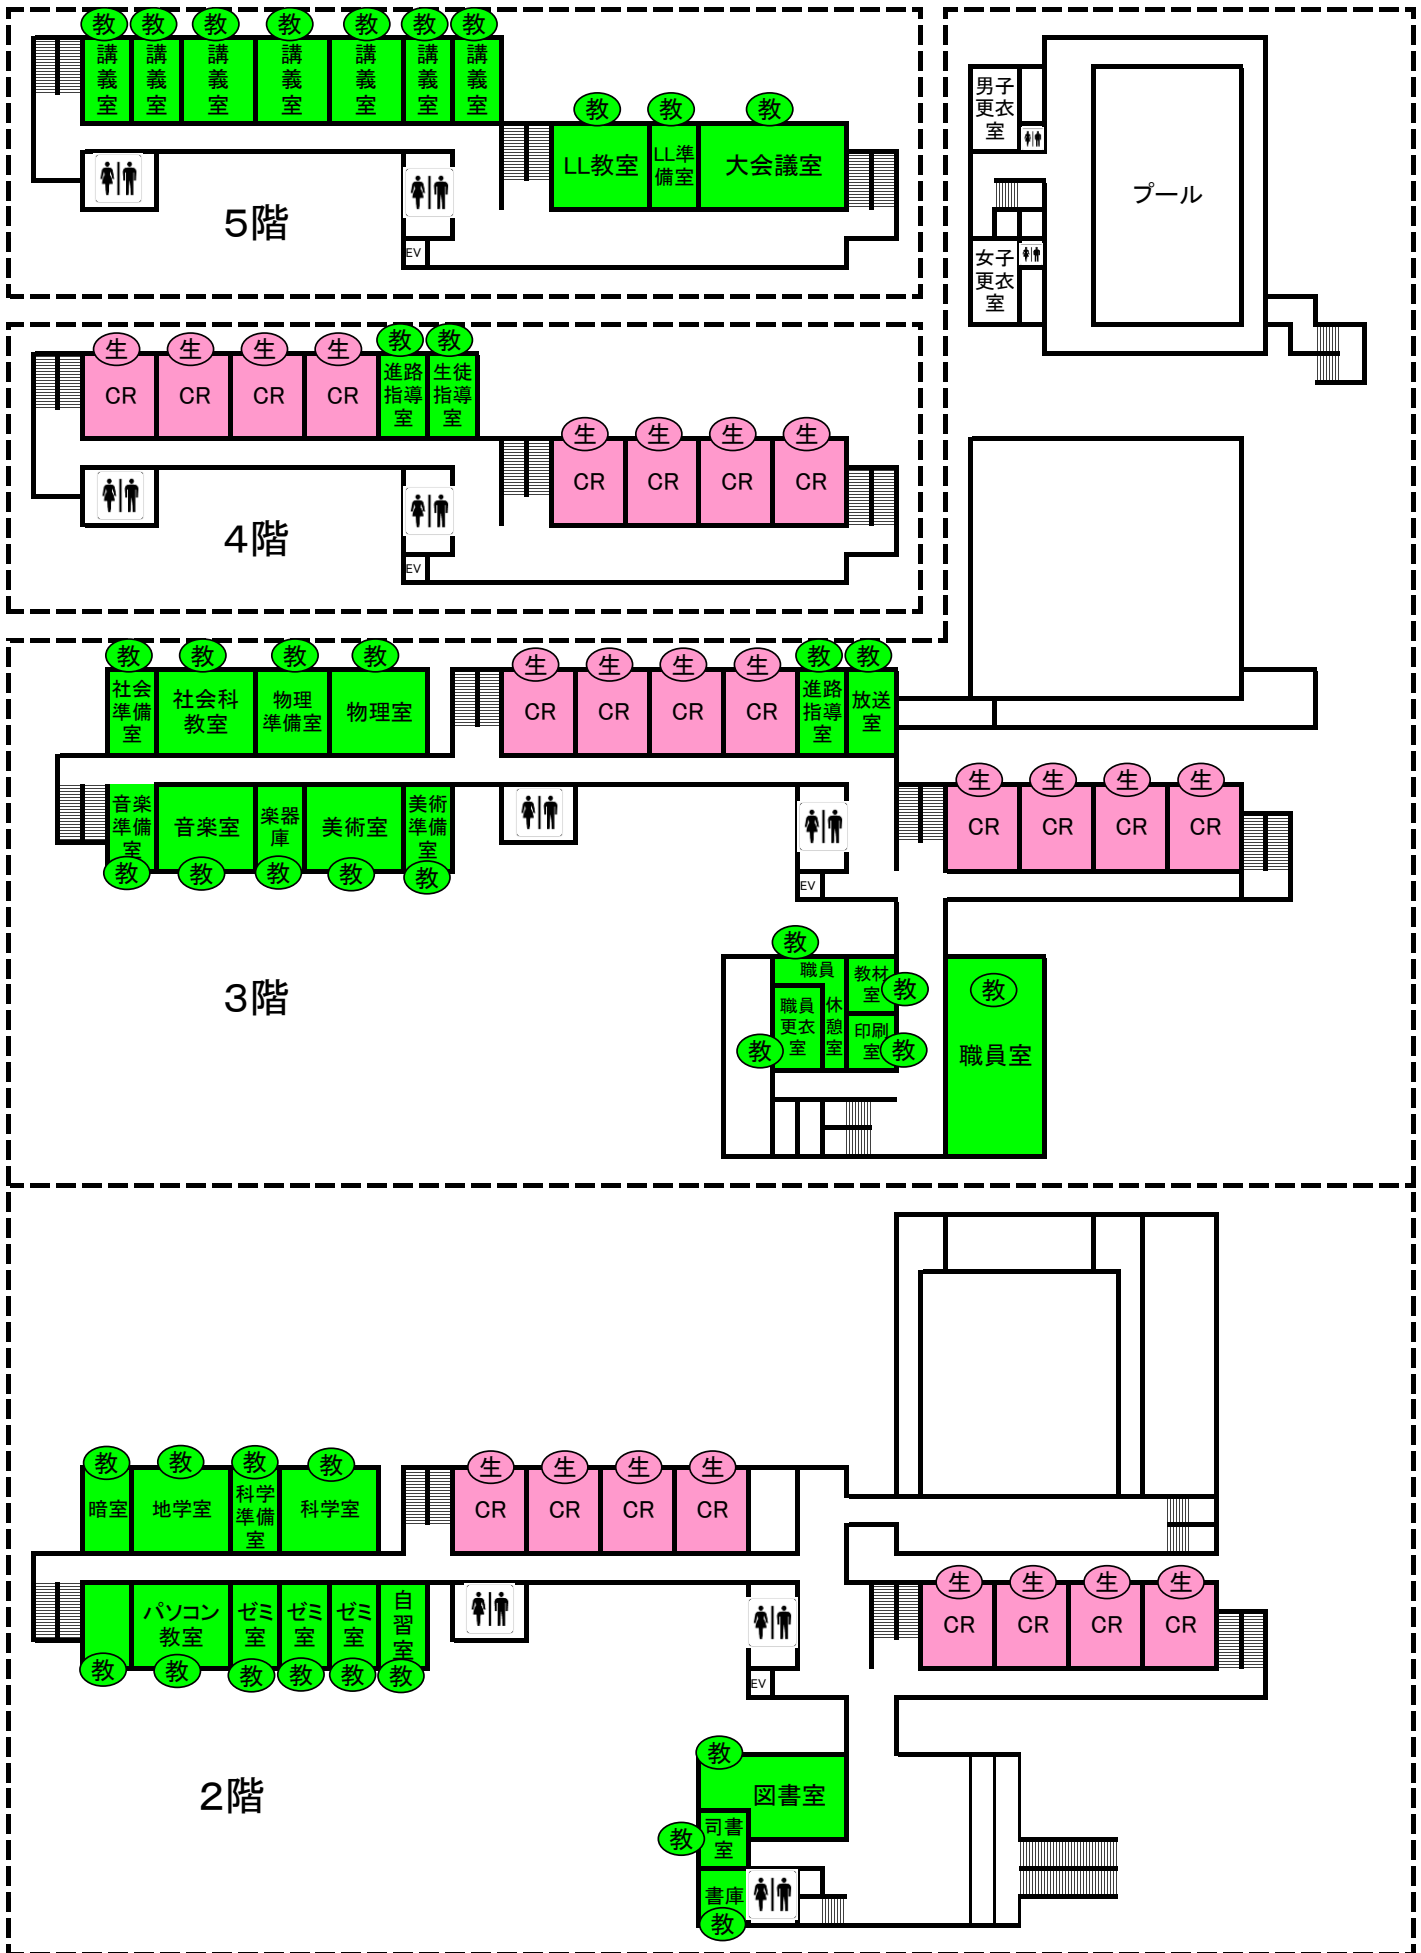 教 教 教 教 教 教 教
講義室 講義室 講義室 講義室 講義室 講義室 講義室
教 教 教
LL教室 LL準備室 大会議室
5階
EV
男子更衣室
プール
女子更衣室
生 生 生 生 教 教
CR CR CR CR 進路指導室 生徒指導室
生 生 生 生
CR CR CR CR
4階
EV
教 教 教 教 生 生 生 生 教 教
社会準備室 社会科教室 物理準備室 物理室 CR CR CR CR 進路指導室 放送室
生 生 生 生
音楽準備室 音楽室 楽器庫 美術室 美術準備室 CR CR CR CR
教 教 教 教 教
EV
教
職員休憩室 教材室 教
3階
職員更衣室 教
印刷室 教
教
職員室
教 教 教 教 生 生 生 生
暗室 地学室 科学準備室 科学室 CR CR CR CR
生 生 生 生
パソコン教室 ゼミ室 ゼミ室 ゼミ室 自習室 CR CR CR CR
教 教 教 教 教 教
EV
教
2階
図書室
教 司書室
書庫
教